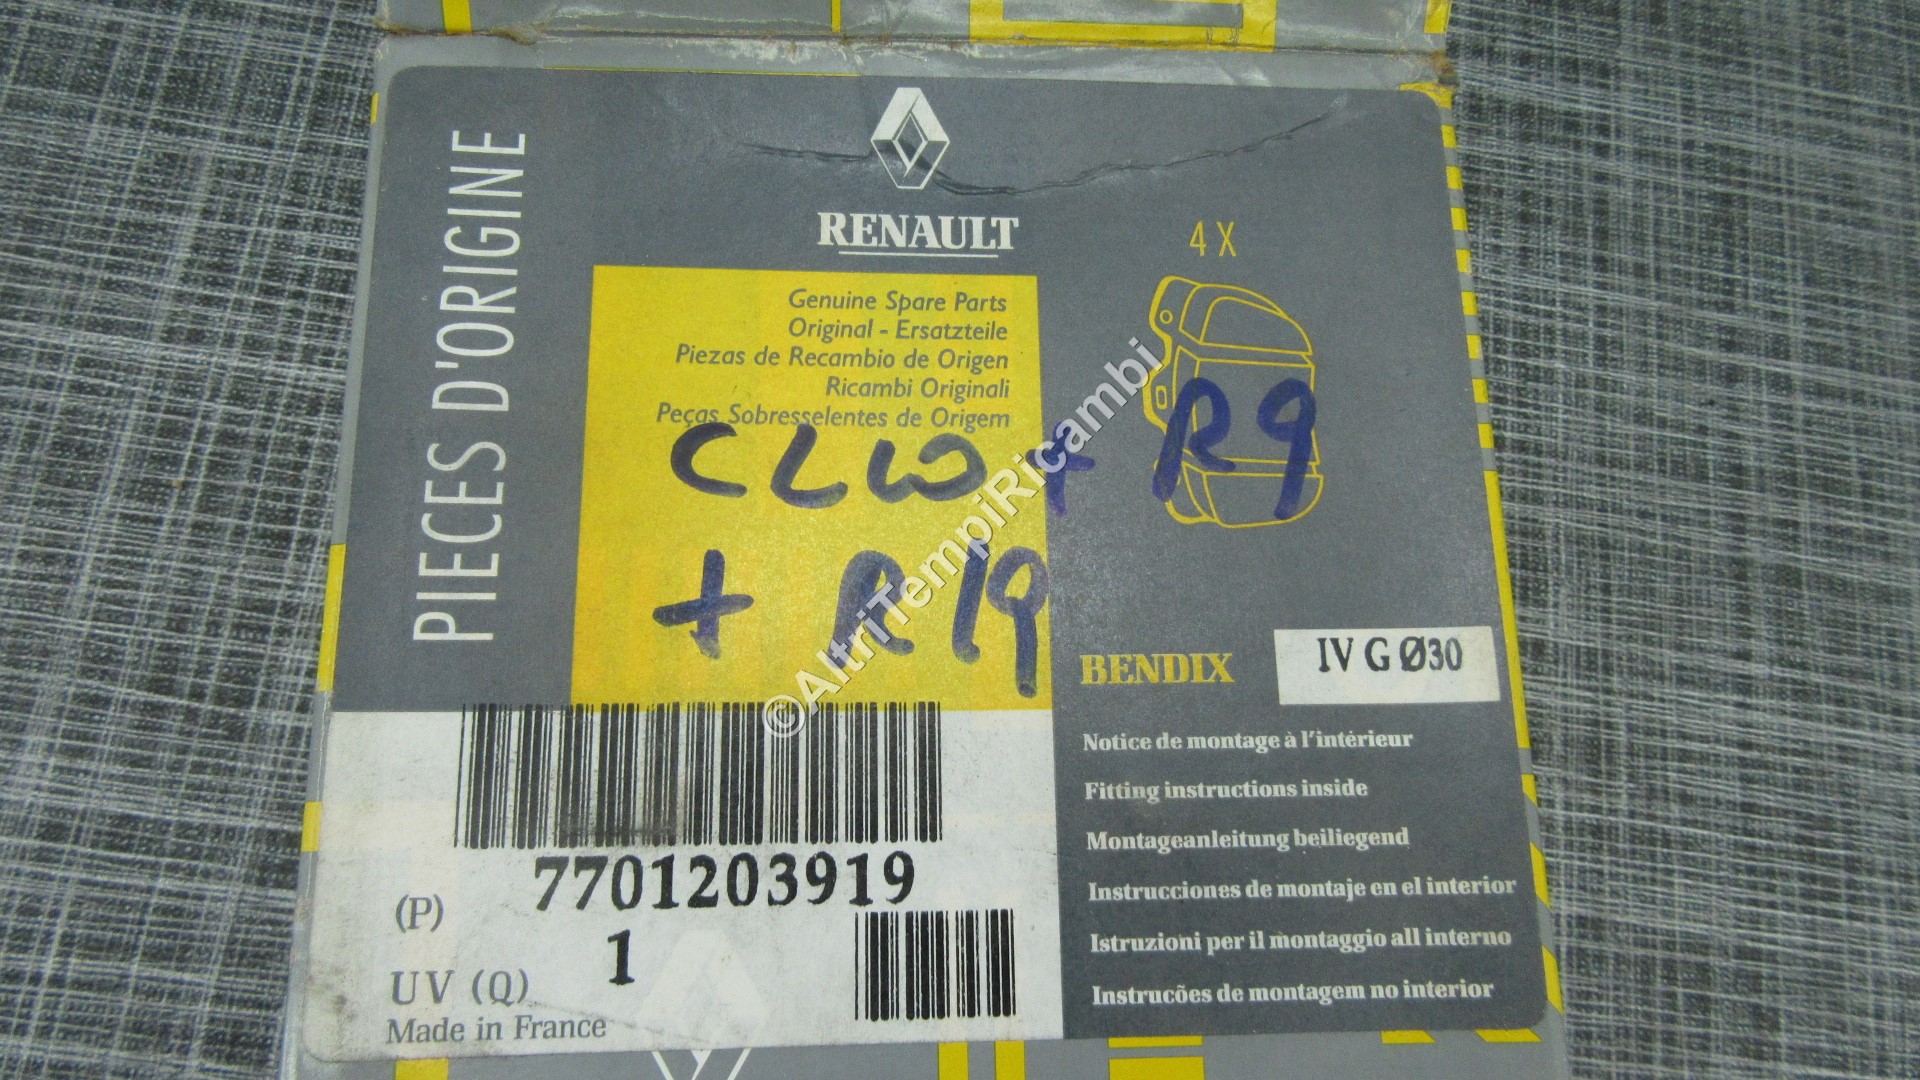 PIECES D'ORIGINE
RENAULT
4 X
Genuine Spare Parts
Original - Ersatzteile
Piezas de Recambio de Origen
Ricambi Originali
Peças Sobresselentes de Origem
CLIO + R9
+ R19
BENDIX
IV G Ø30
Notice de montage à l'intérieur
Fitting instructions inside
Montageanleitung beiliegend
Instrucciones de montaje en el interior
Istruzioni per il montaggio all interno
Instrucões de montagem no interior
(P) 7701203919
UV (Q) 1
Made in France
©AltriTempiRicambi